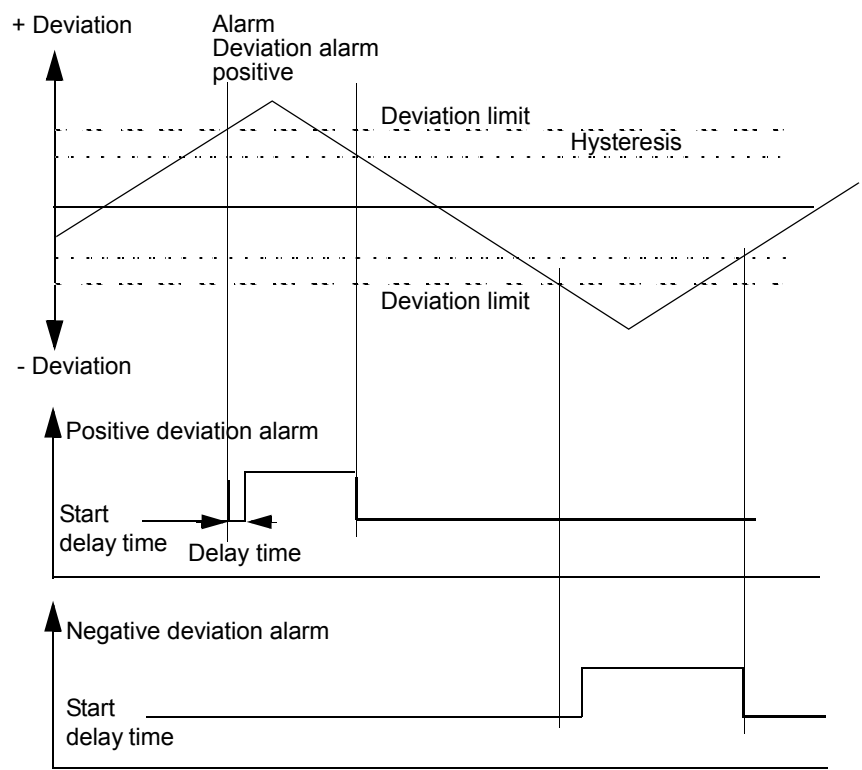 + Deviation
Alarm
Deviation alarm
positive
Deviation limit
Hysteresis
Deviation limit
- Deviation
Positive deviation alarm
Start
delay time
Delay time
Negative deviation alarm
Start
delay time